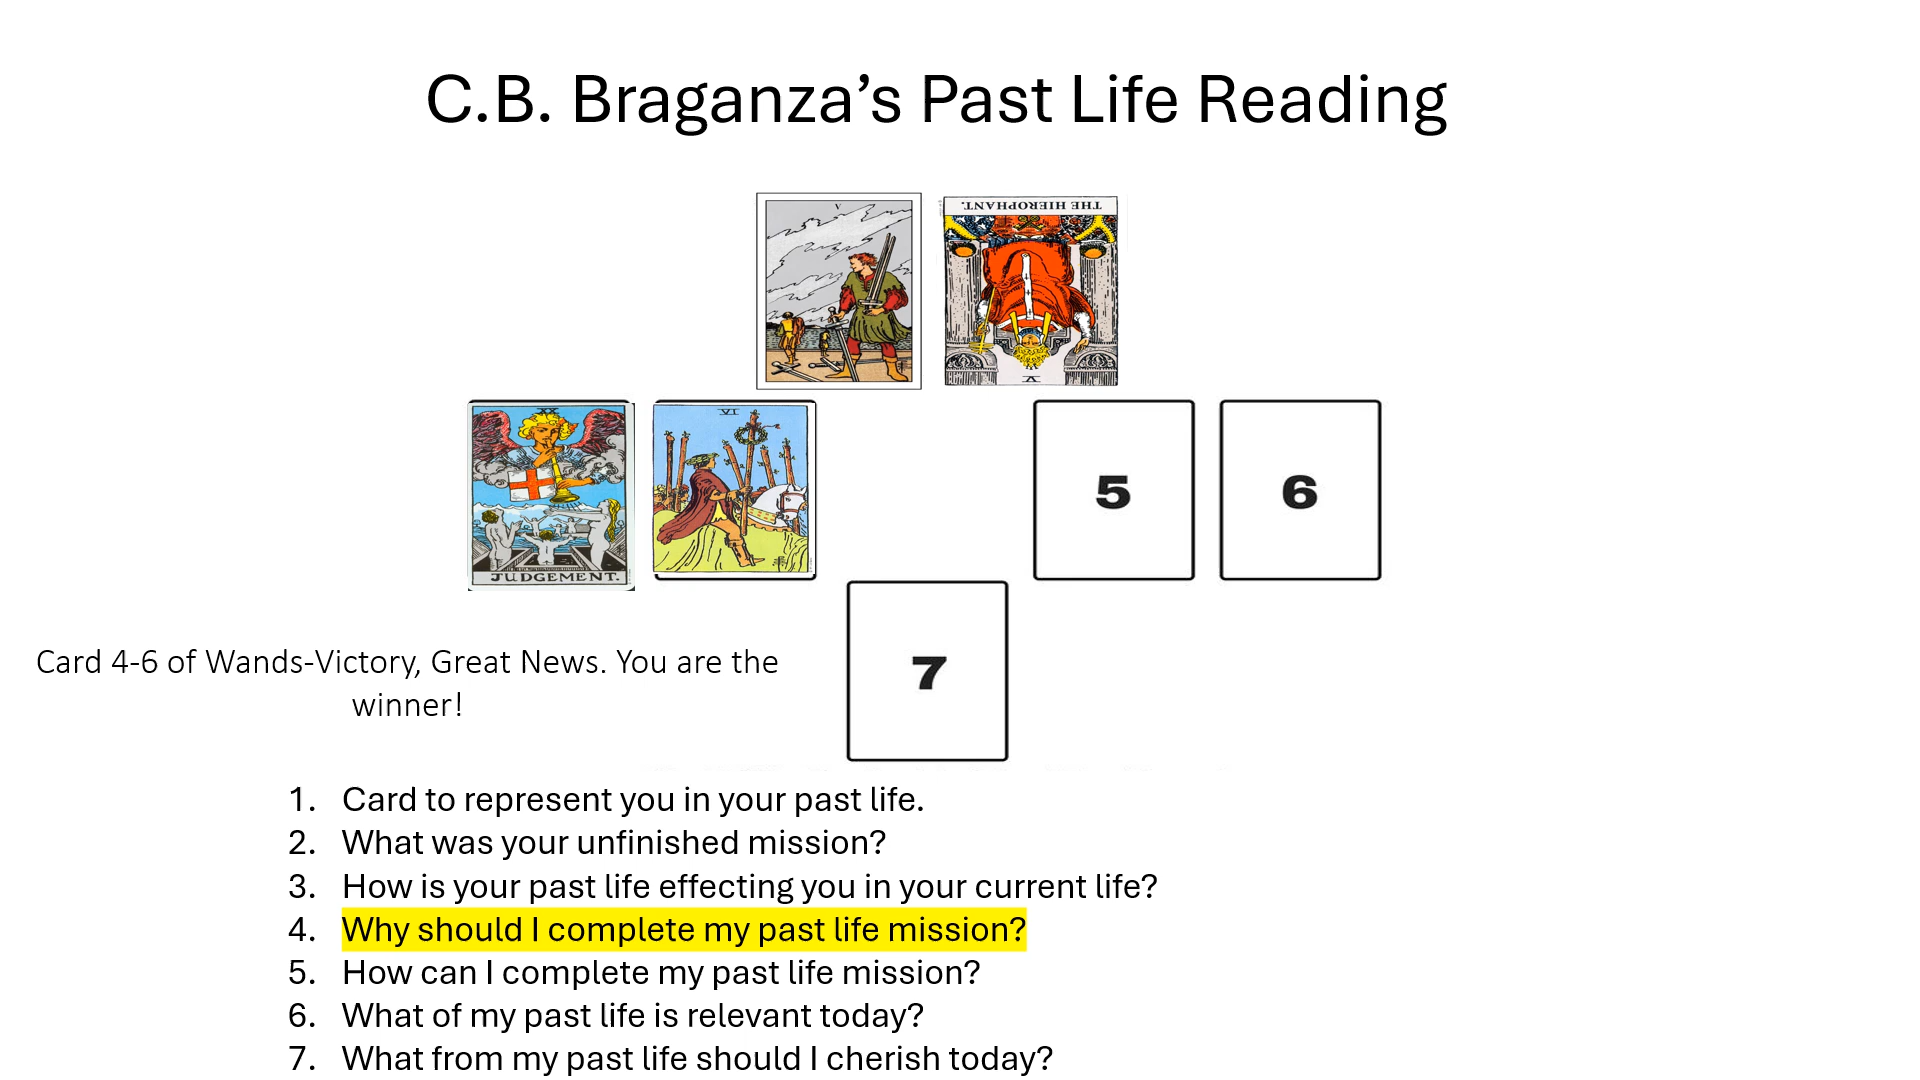 C.B. Braganza’s Past Life Reading
V
THE HIEROPHANT.
V
XX
JUDGEMENT.
VI
5
6
7
Card 4-6 of Wands-Victory, Great News. You are the
winner!
1. Card to represent you in your past life.
2. What was your unfinished mission?
3. How is your past life effecting you in your current life?
4. Why should I complete my past life mission?
5. How can I complete my past life mission?
6. What of my past life is relevant today?
7. What from my past life should I cherish today?